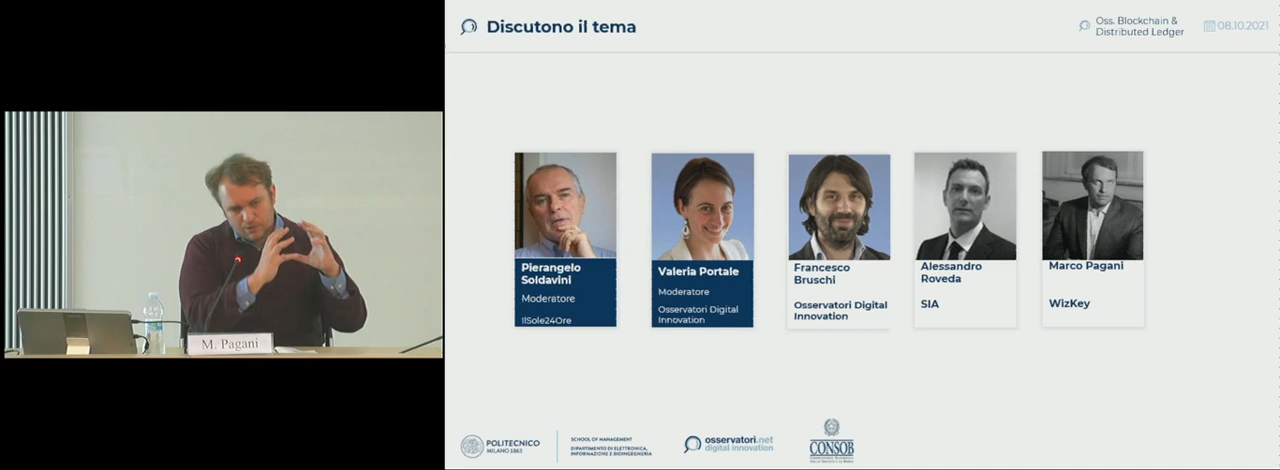 Discutono il tema
Oss. Blockchain &
Distributed Ledger
08.10.2021
Pierangelo
Soldavini
Moderatore
IlSole24Ore
Valeria Portale
Moderatore
Osservatori Digital
Innovation
Francesco
Bruschi
Osservatori Digital
Innovation
Alessandro
Roveda
SIA
Marco Pagani
WizKey
M. Pagani
POLITECNICO
MILANO 1863
SCHOOL OF MANAGEMENT
DIPARTIMENTO DI ELETTRONICA,
INFORMAZIONE E BIOINGEGNERIA
osservatori.net
digital innovation
CONSOB